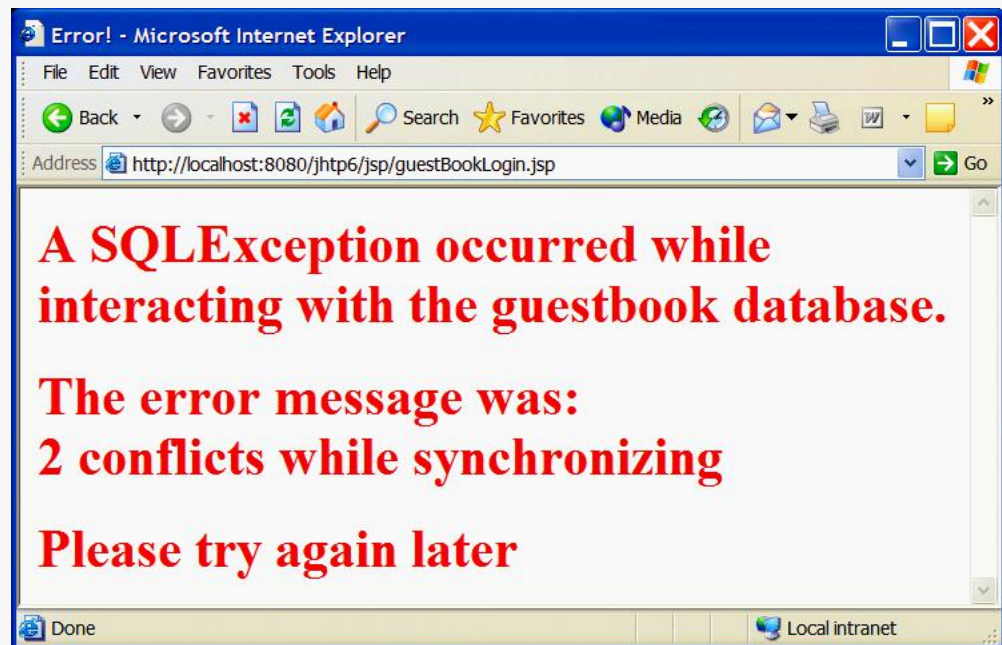 Error! - Microsoft Internet Explorer
File Edit View Favorites Tools Help
Back Search Favorites Media W »
Address http://localhost:8080/jhtp6/jsp/guestBookLogin.jsp Go
A SQLException occurred while
interacting with the guestbook database.
The error message was:
2 conflicts while synchronizing
Please try again later
Done Local intranet